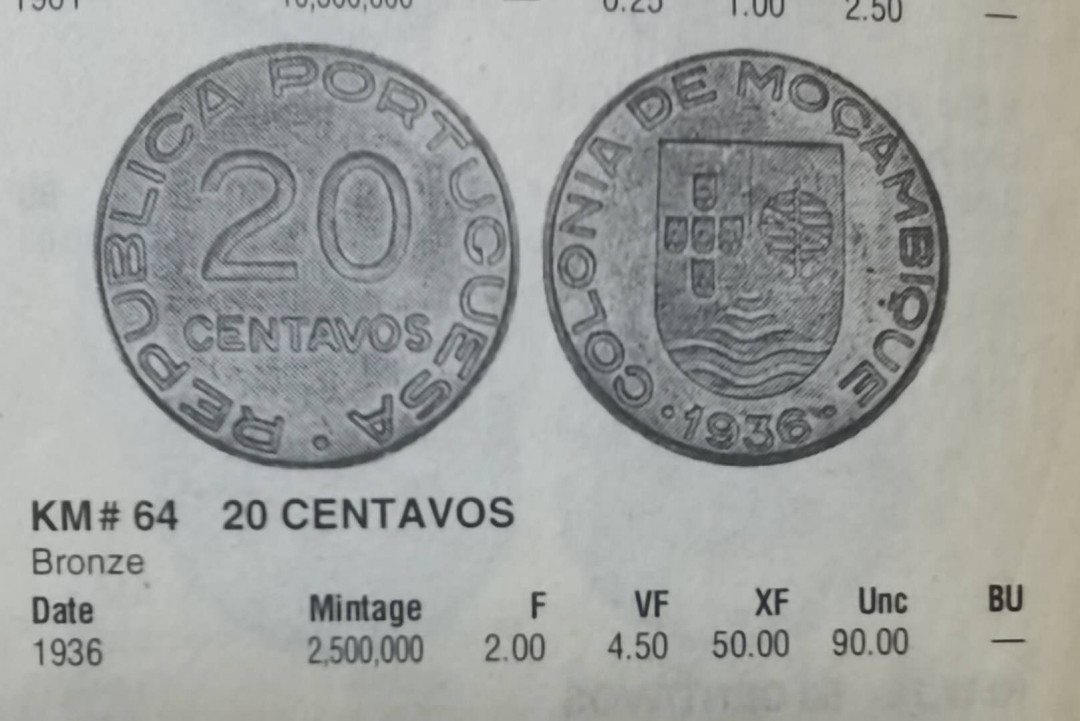 0.25 1.00 2.50 —
REPUBLICA PORTUGUESA
20
CENTAVOS
COLONIA DE MOÇAMBIQUE
1936
KM# 64 20 CENTAVOS
Bronze
Date Mintage F VF XF Unc BU
1936 2,500,000 2.00 4.50 50.00 90.00 —